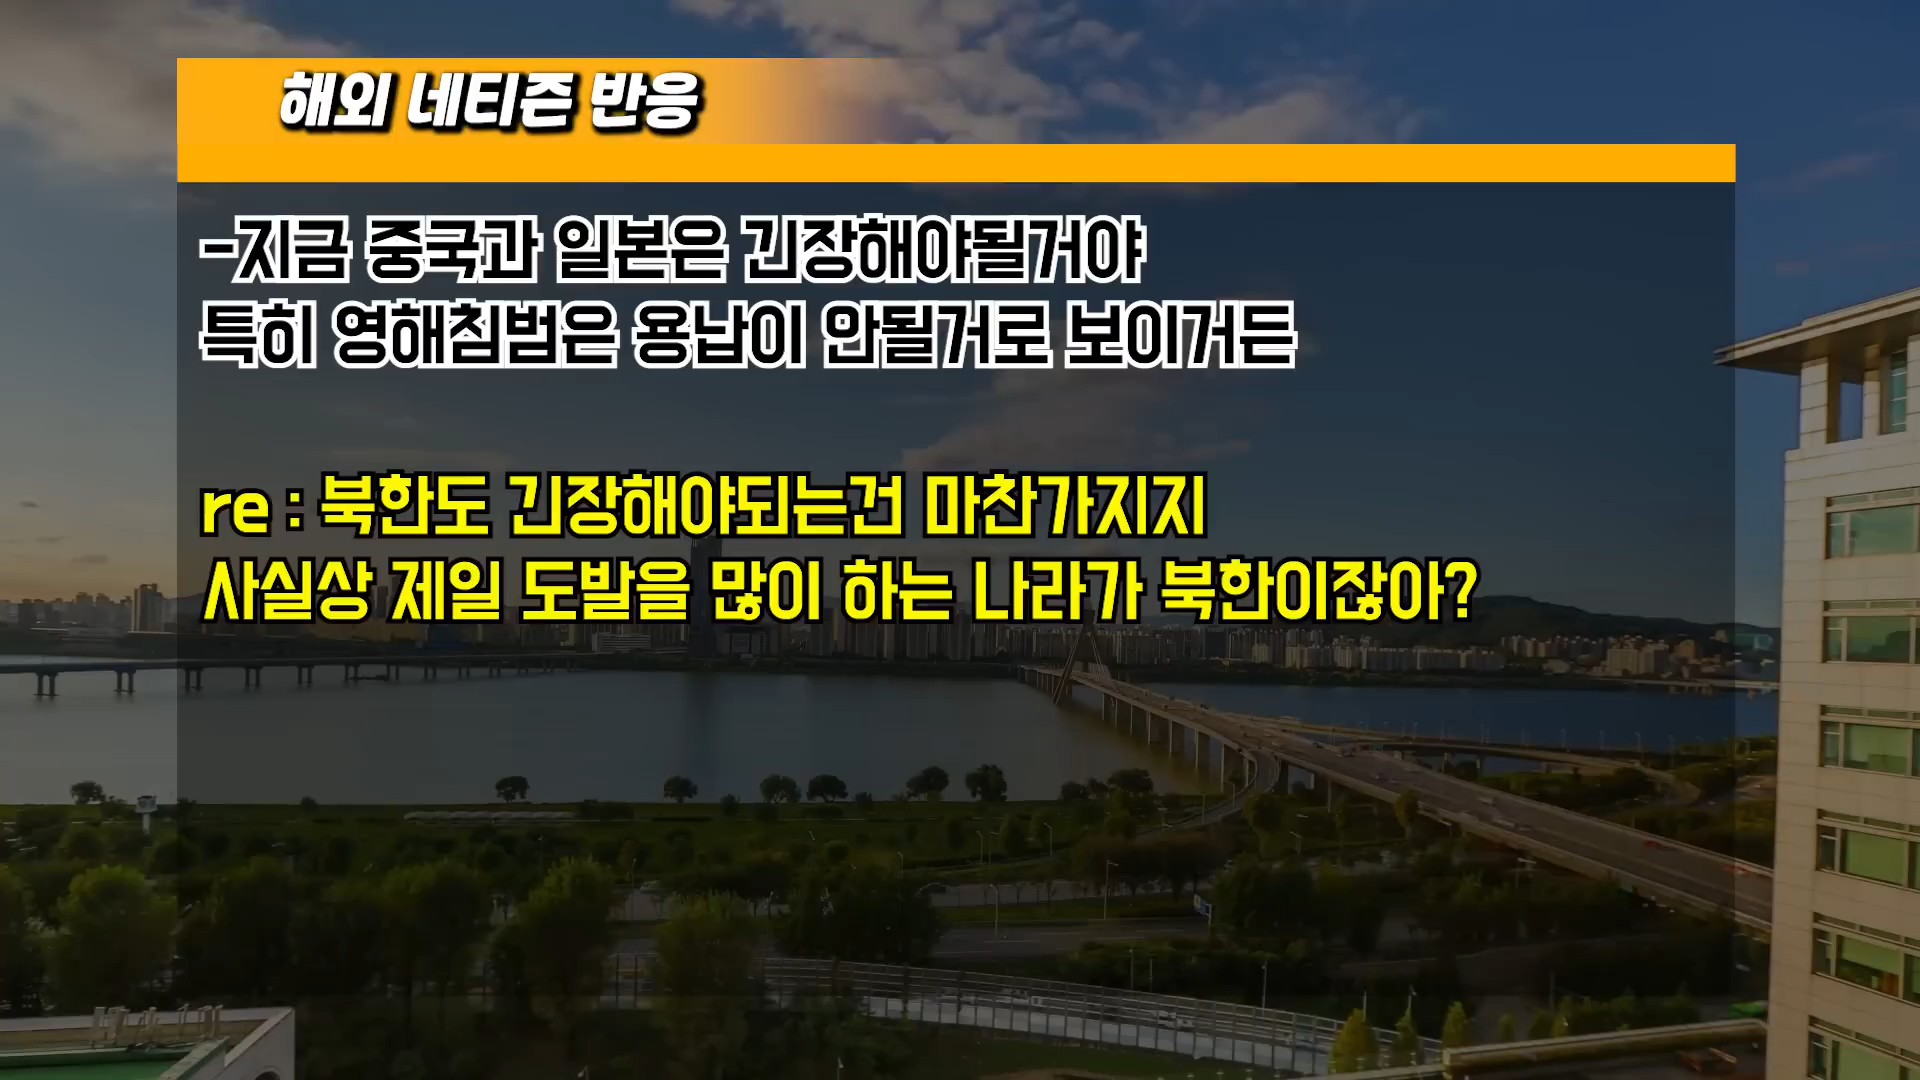 해외 네티즌 반응
-지금 중국과 일본은 긴장해야될거야
특히 영해침범은 용납이 안될거로 보이거든
re : 북한도 긴장해야되는건 마찬가지지
사실상 제일 도발을 많이 하는 나라가 북한이잖아?